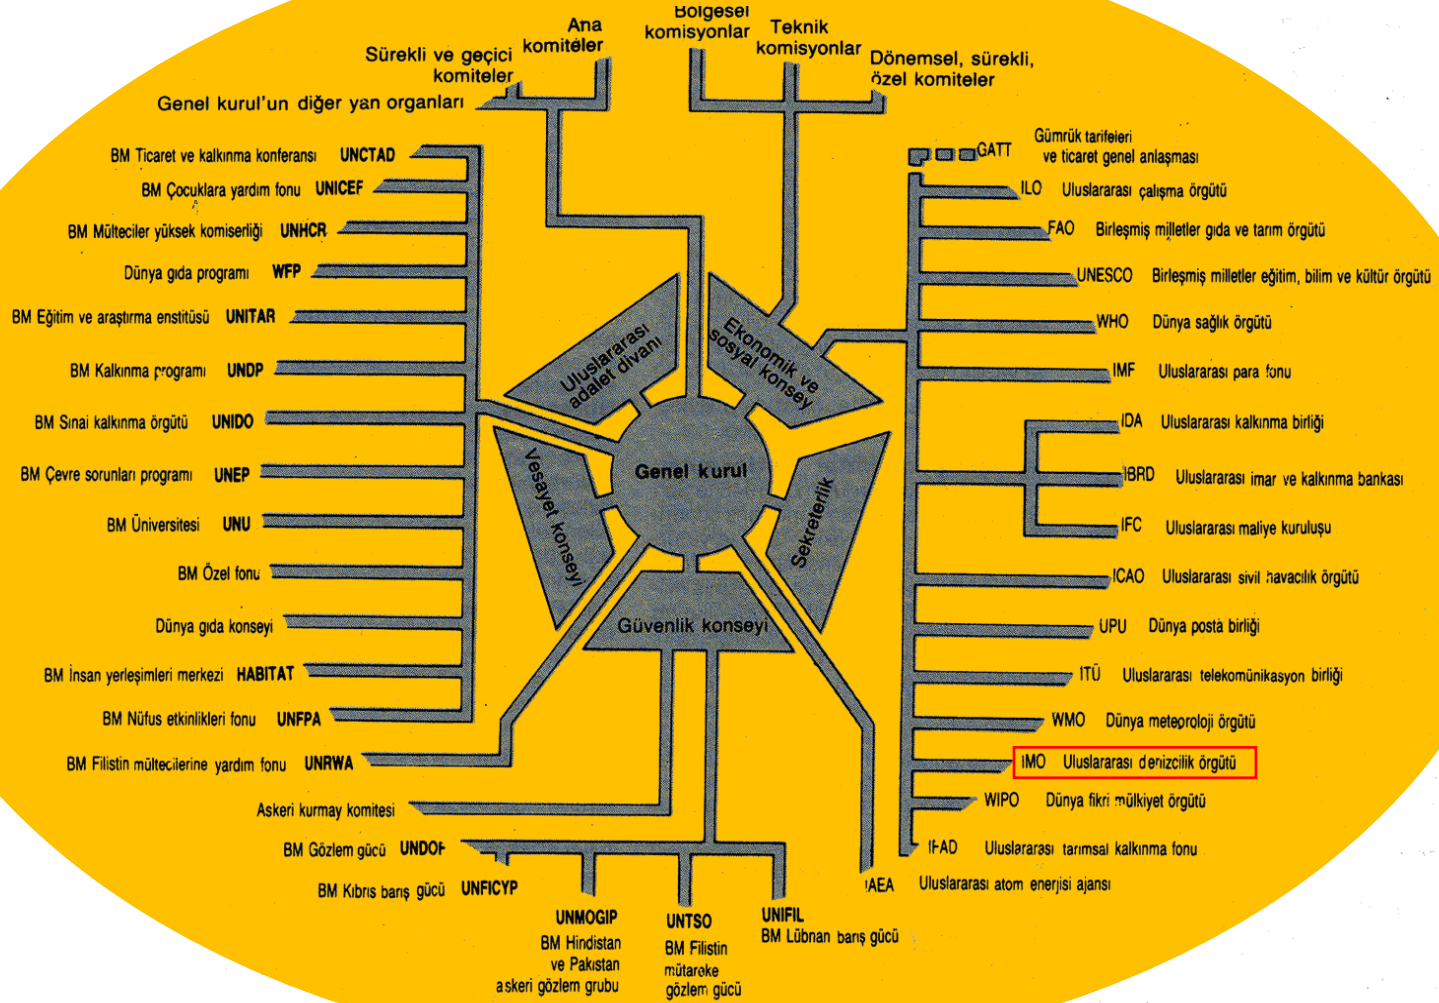 Ana
komiteler
Bölgesel
komisyonlar
Teknik
komisyonlar
Sürekli ve geçici
komiteler
Dönemsel, sürekli,
özel komiteler
Genel kurul'un diğer yan organları
BM Ticaret ve kalkınma konferansı UNCTAD
BM Çocuklara yardım fonu UNICEF
BM Mülteciler yüksek komiserliği UNHCR
Dünya gıda programı WFP
BM Eğitim ve araştırma enstitüsü UNITAR
BM Kalkınma programı UNDP
BM Sınai kalkınma örgütü UNIDO
BM Çevre sorunları programı UNEP
BM Üniversitesi UNU
BM Özel fonu
Dünya gıda konseyi
BM İnsan yerleşimleri merkezi HABITAT
BM Nüfus etkinlikleri fonu UNFPA
BM Filistin mültecilerine yardım fonu UNRWA
Askeri kurmay komitesi
BM Gözlem gücü UNDOF
BM Kıbrıs barış gücü UNFICYP
UNMOGIP
BM Hindistan
ve Pakistan
askeri gözlem grubu
UNTSO
BM Filistin
mütareke
gözlem gücü
UNIFIL
BM Lübnan barış gücü
Uluslararası
adalet divanı
Ekonomik ve
sosyal konsey
Genel kurul
Vesayet konseyi
Sekreterlik
Güvenlik konseyi
GATT Gümrük tarifeleri
ve ticaret genel anlaşması
ILO Uluslararası çalışma örgütü
FAO Birleşmiş milletler gıda ve tarım örgütü
UNESCO Birleşmiş milletler eğitim, bilim ve kültür örgütü
WHO Dünya sağlık örgütü
IMF Uluslararası para fonu
IDA Uluslararası kalkınma birliği
IBRD Uluslararası imar ve kalkınma bankası
IFC Uluslararası maliye kuruluşu
ICAO Uluslararası sivil havacılık örgütü
UPU Dünya posta birliği
ITÜ Uluslararası telekomünikasyon birliği
WMO Dünya meteoroloji örgütü
IMO Uluslararası denizcilik örgütü
WIPO Dünya fikri mülkiyet örgütü
IFAD Uluslararası tarımsal kalkınma fonu
IAEA Uluslararası atom enerjisi ajansı